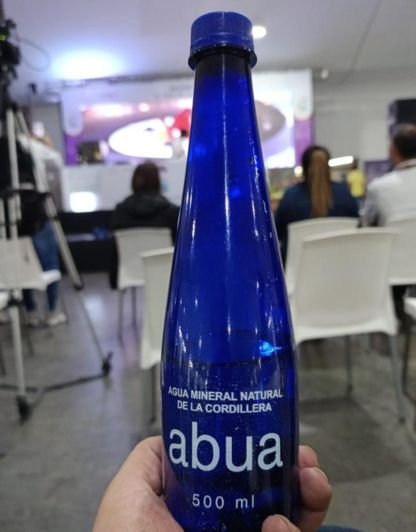 AGUA MINERAL NATURAL
DE LA CORDILLERA
abua
500 ml